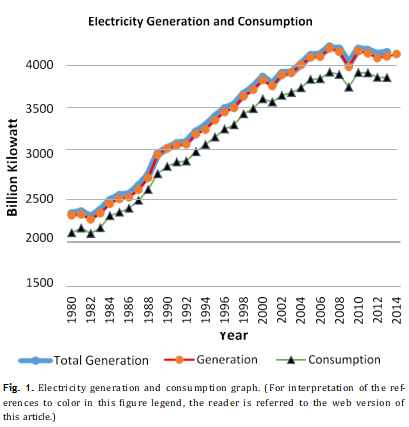 Electricity Generation and Consumption
4000
3500
3000
2500
2000
1500
Billion Kilowatt
1980 1982 1984 1986 1988 1990 1992 1994 1996 1998 2000 2002 2004 2006 2008 2010 2012 2014
Year
Total Generation Generation Consumption
Fig. 1. Electricity generation and consumption graph. (For interpretation of the ref-
erences to color in this figure legend, the reader is referred to the web version of
this article.)